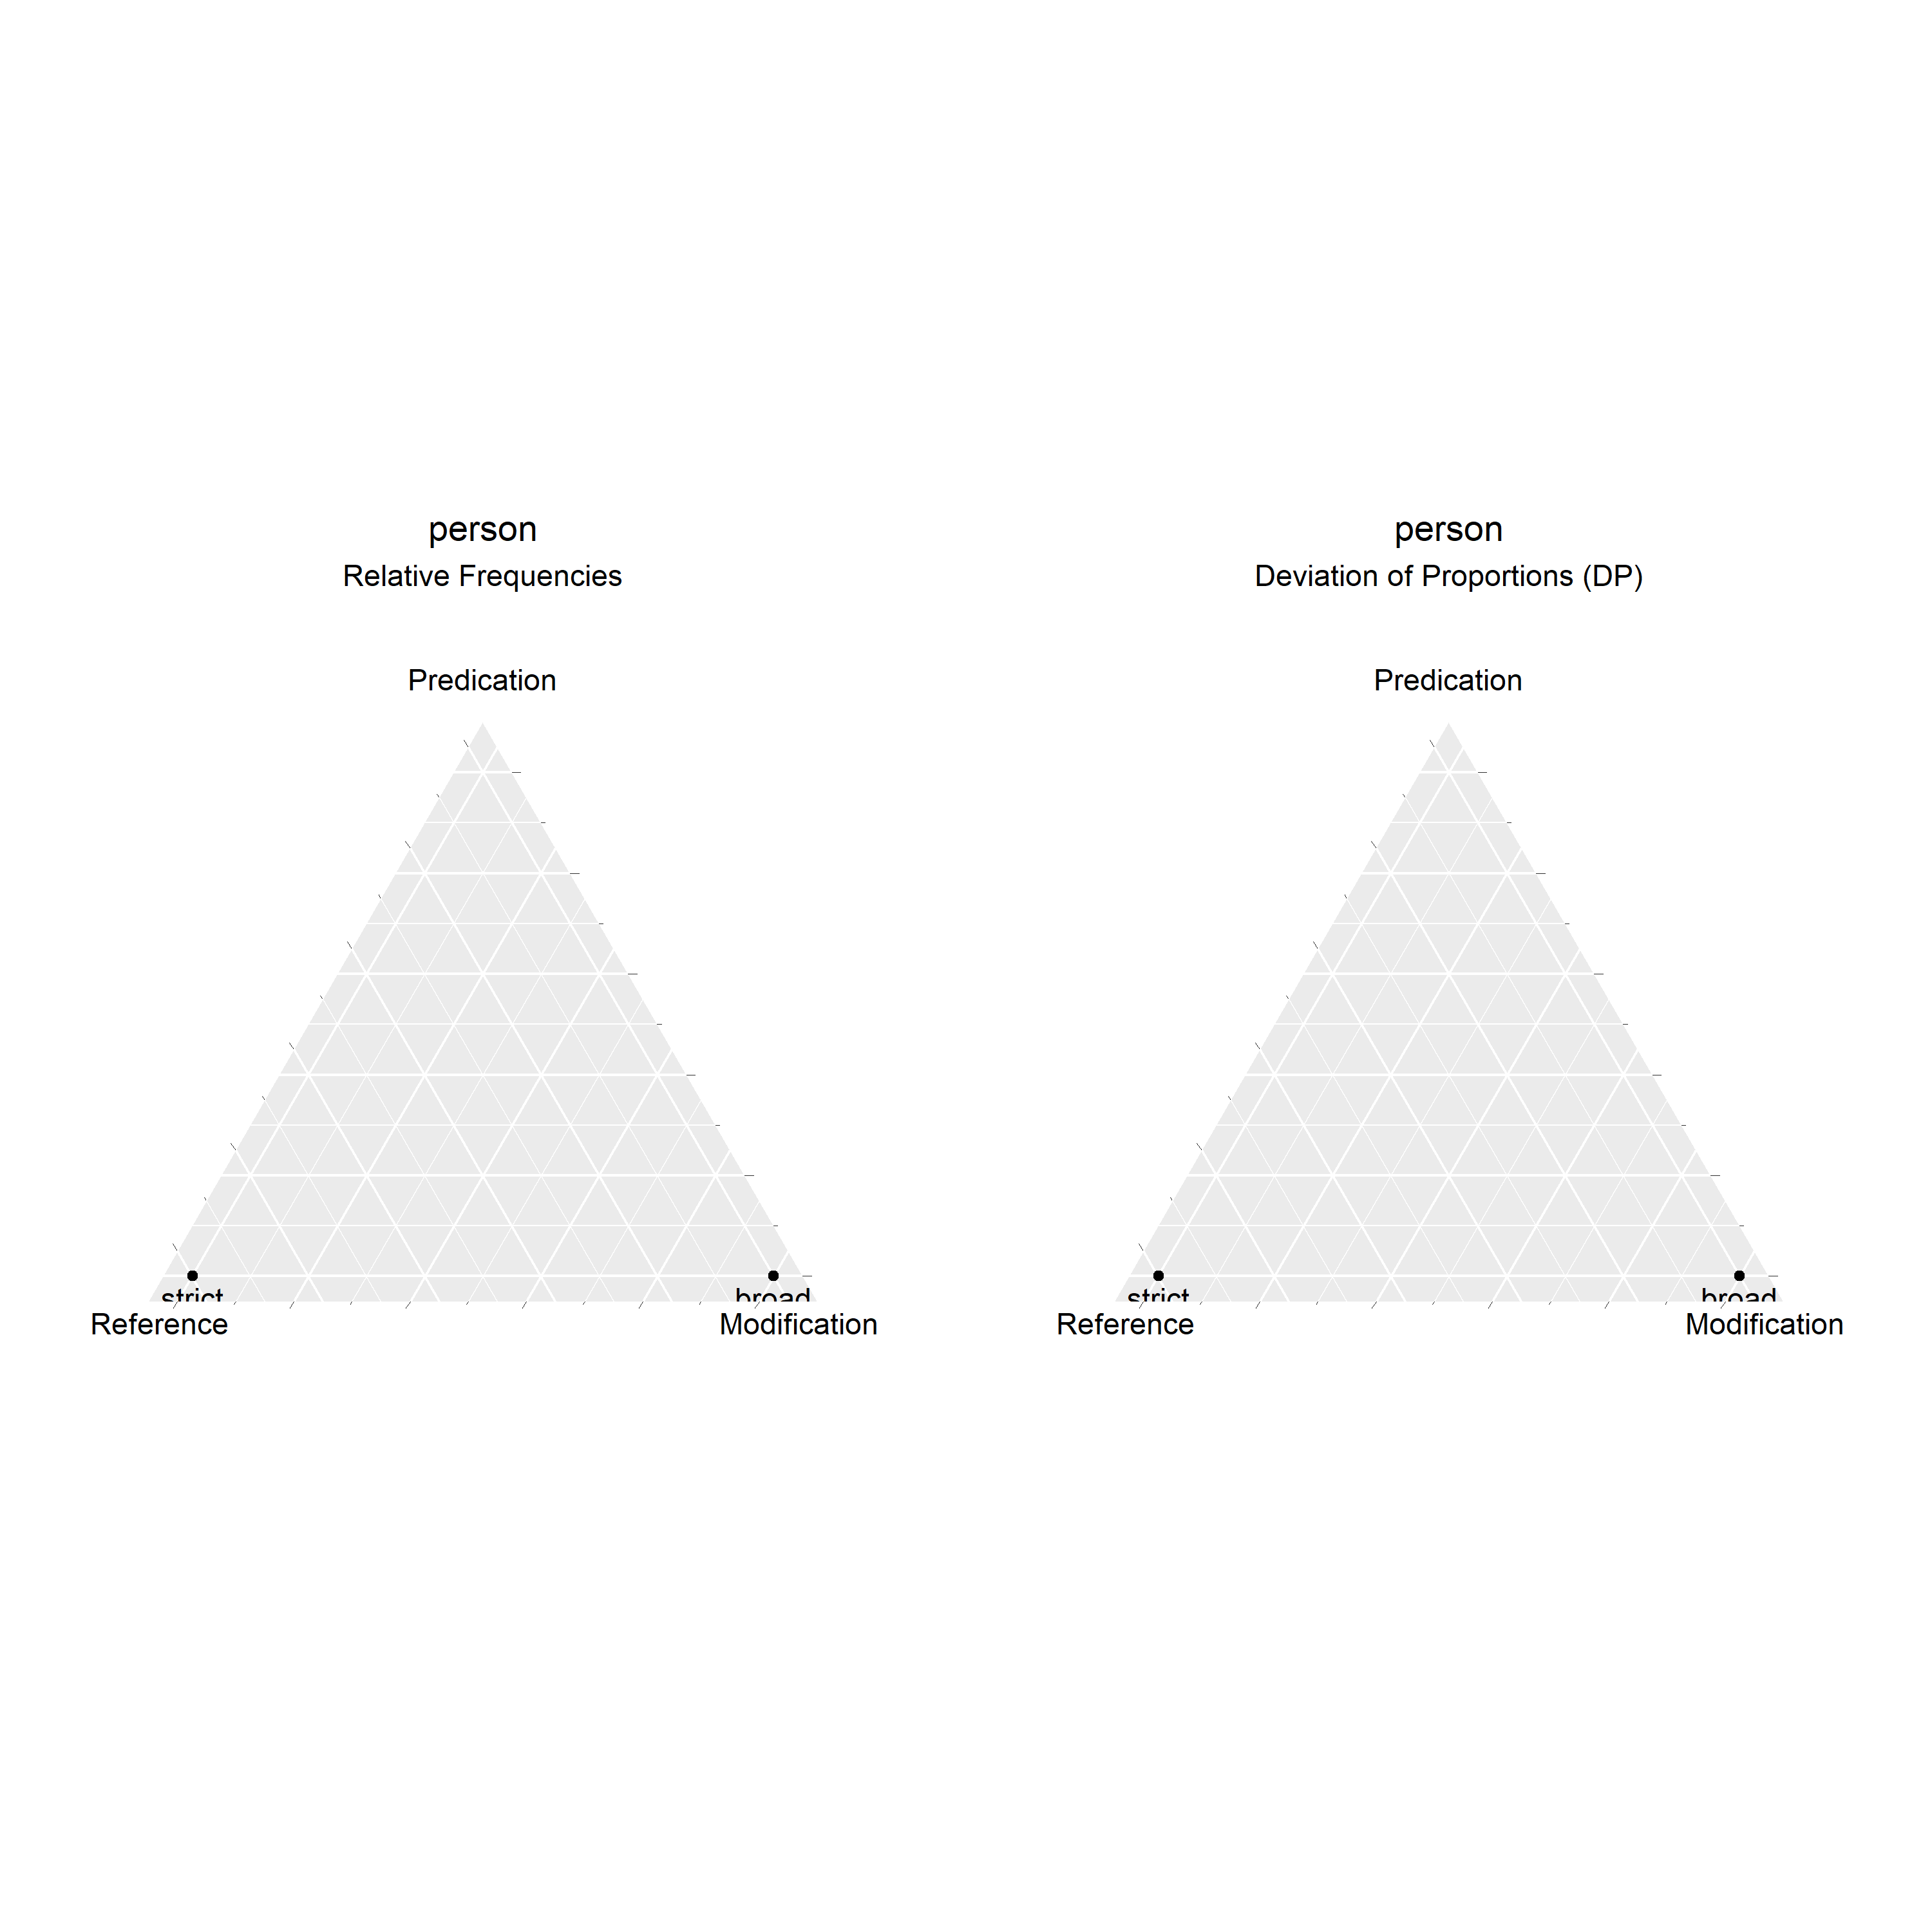 person
Relative Frequencies
Predication
strict
broad
Reference
Modification
person
Deviation of Proportions (DP)
Predication
strict
broad
Reference
Modification